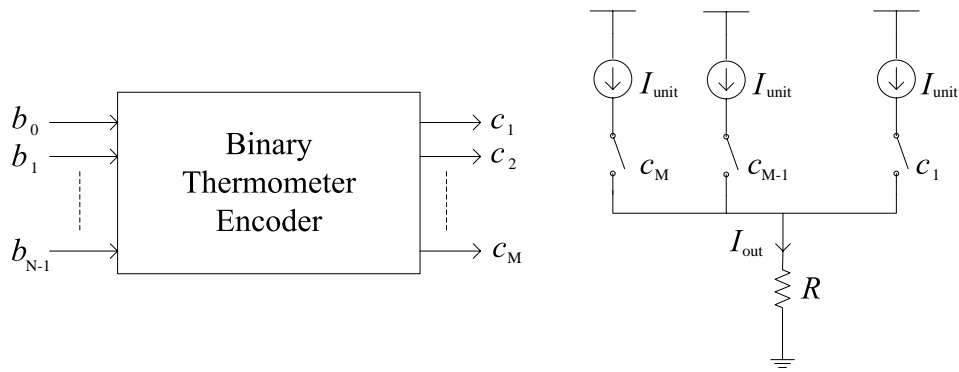 b0
b1
bN-1
Binary
Thermometer
Encoder
c1
c2
cM
Iunit
Iunit
Iunit
cM
cM-1
c1
Iout
R